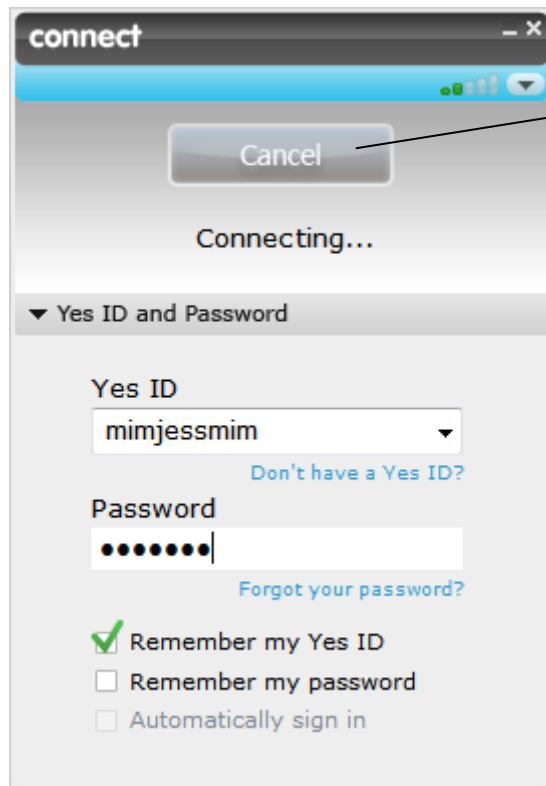 connect
Cancel
Connecting...
Yes ID and Password
Yes ID
mimjessmim
Don't have a Yes ID?
Password
•••••••
Forgot your password?
Remember my Yes ID
Remember my password
Automatically sign in